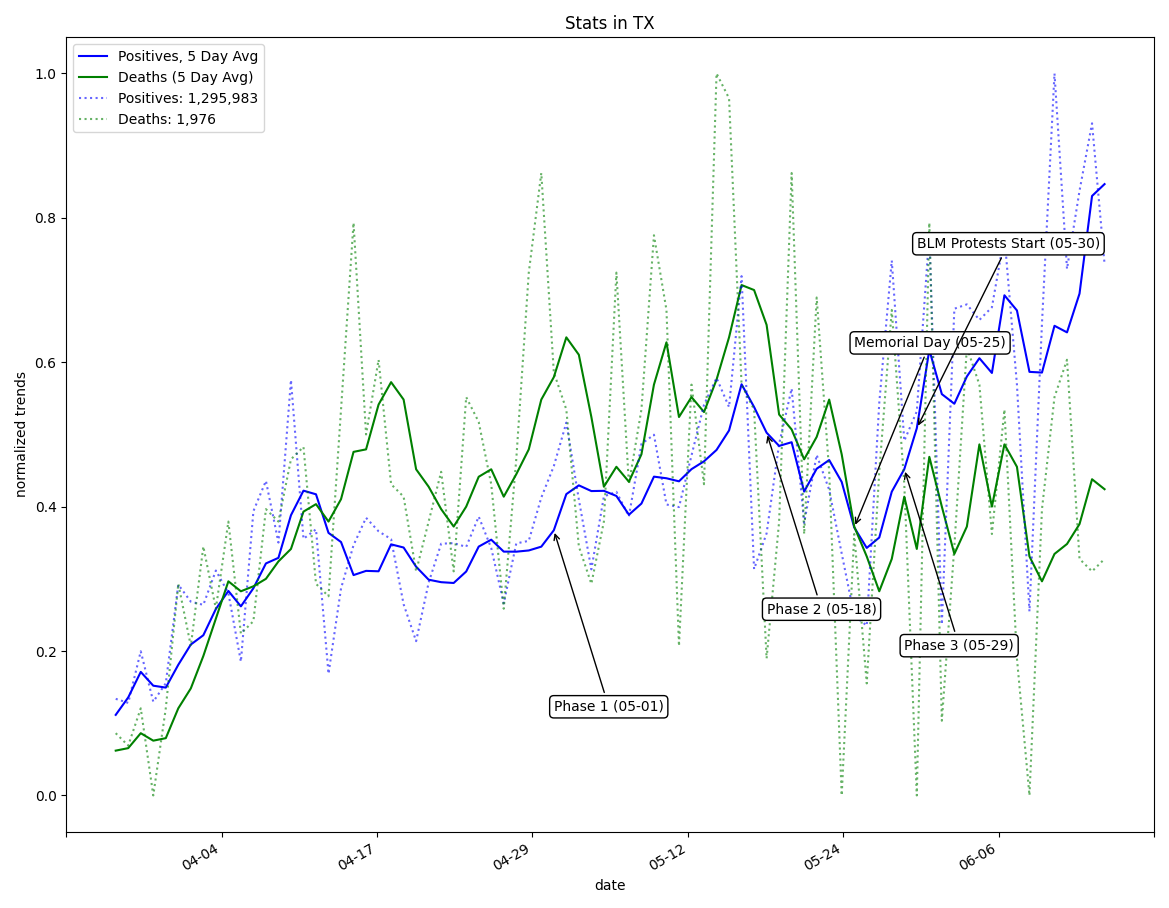 Stats in TX
Positives, 5 Day Avg
Deaths (5 Day Avg)
Positives: 1,295,983
Deaths: 1,976
1.0
0.8
0.6
0.4
0.2
0.0
normalized trends
BLM Protests Start (05-30)
Memorial Day (05-25)
Phase 2 (05-18)
Phase 3 (05-29)
Phase 1 (05-01)
04-04
04-17
04-29
05-12
05-24
06-06
date